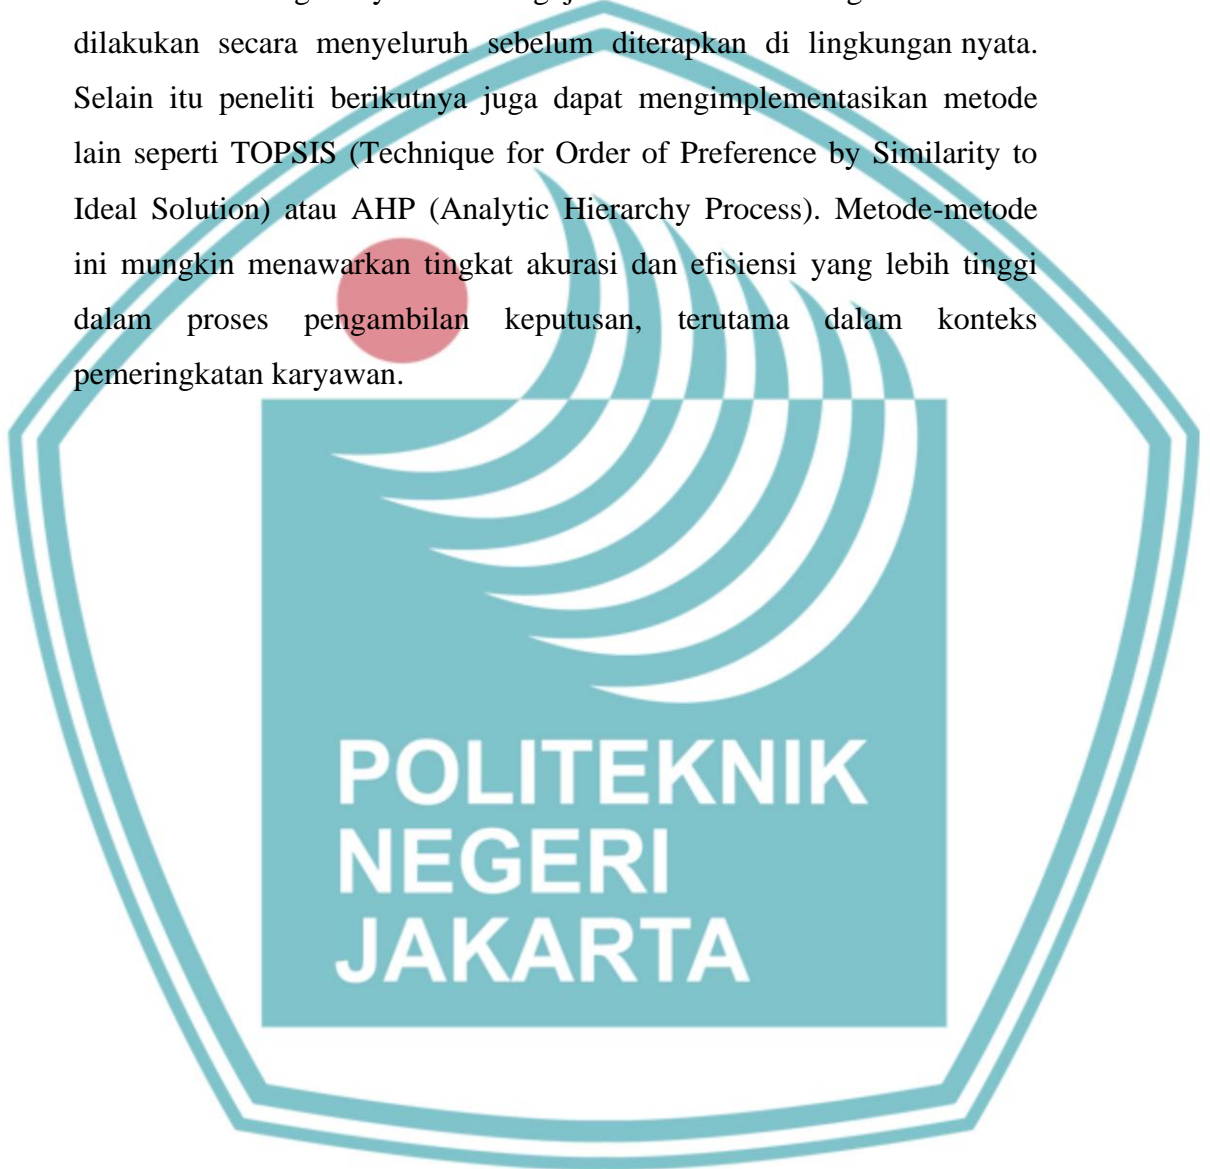 dilakukan secara menyeluruh sebelum diterapkan di lingkungan nyata.
Selain itu peneliti berikutnya juga dapat mengimplementasikan metode
lain seperti TOPSIS (Technique for Order of Preference by Similarity to
Ideal Solution) atau AHP (Analytic Hierarchy Process). Metode-metode
ini mungkin menawarkan tingkat akurasi dan efisiensi yang lebih tinggi
dalam proses pengambilan keputusan, terutama dalam konteks
pemeringkatan karyawan.
POLITEKNIK
NEGERI
JAKARTA